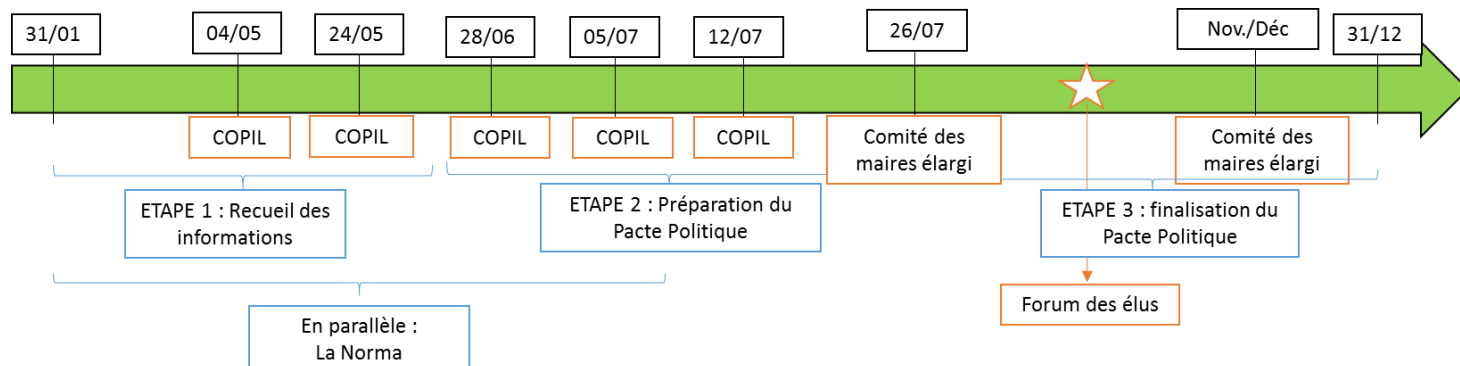 31/01
04/05
24/05
28/06
05/07
12/07
26/07
Nov./Déc
31/12
COPIL
COPIL
COPIL
COPIL
COPIL
Comité des
maires élargi
Comité des
maires élargi
ETAPE 1 : Recueil des
informations
ETAPE 2 : Préparation du
Pacte Politique
ETAPE 3 : finalisation du
Pacte Politique
Forum des élus
En parallèle :
La Norma